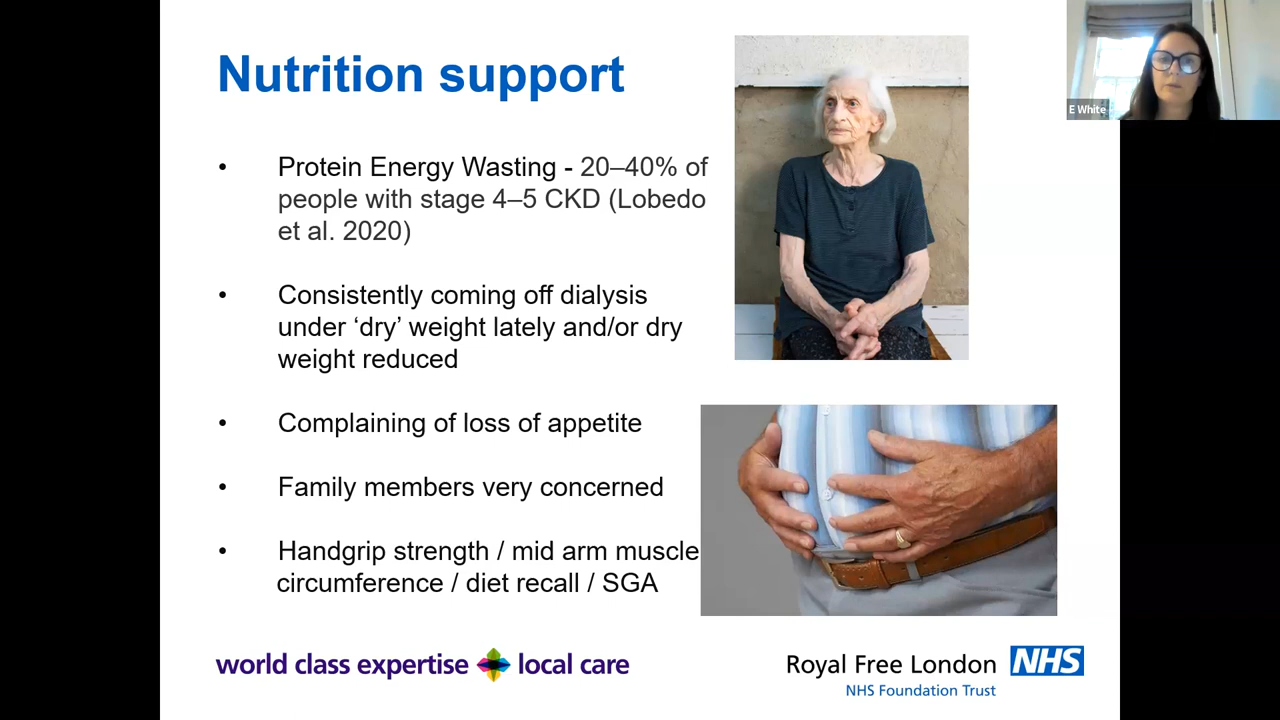 Nutrition support
E White
• Protein Energy Wasting - 20–40% of
people with stage 4–5 CKD (Lobedo
et al. 2020)
• Consistently coming off dialysis
under ‘dry’ weight lately and/or dry
weight reduced
• Complaining of loss of appetite
• Family members very concerned
• Handgrip strength / mid arm muscle
circumference / diet recall / SGA
world class expertise local care
Royal Free London NHS
NHS Foundation Trust